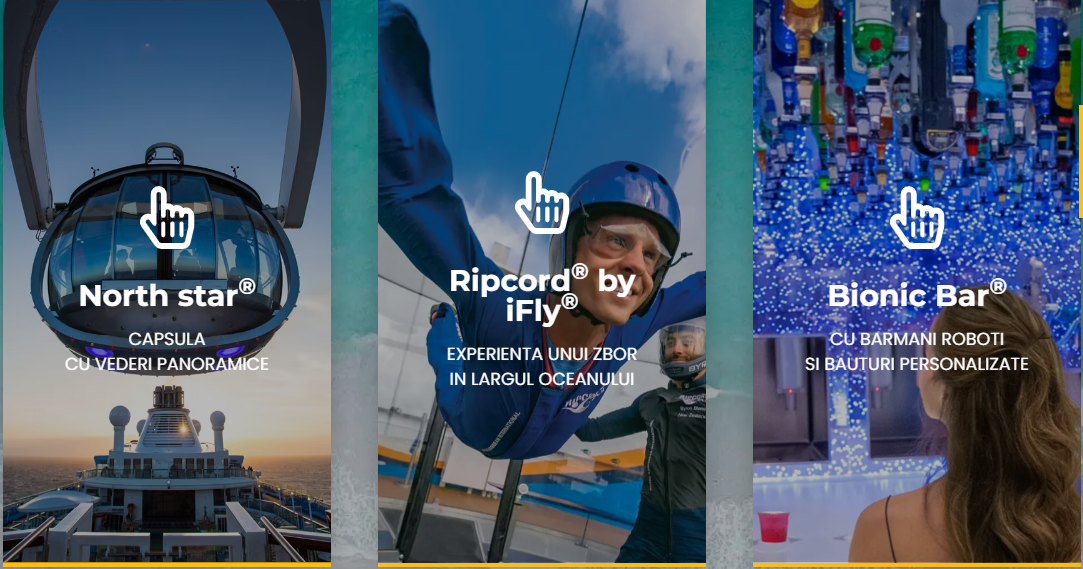 North star®
CAPSULA
CU VEDERI PANORAMICE
Ripcord® by
iFly®
EXPERIENTA UNUI ZBOR
IN LARGUL OCEANULUI
Bionic Bar®
CU BARMANI ROBOTI
SI BAUTURI PERSONALIZATE